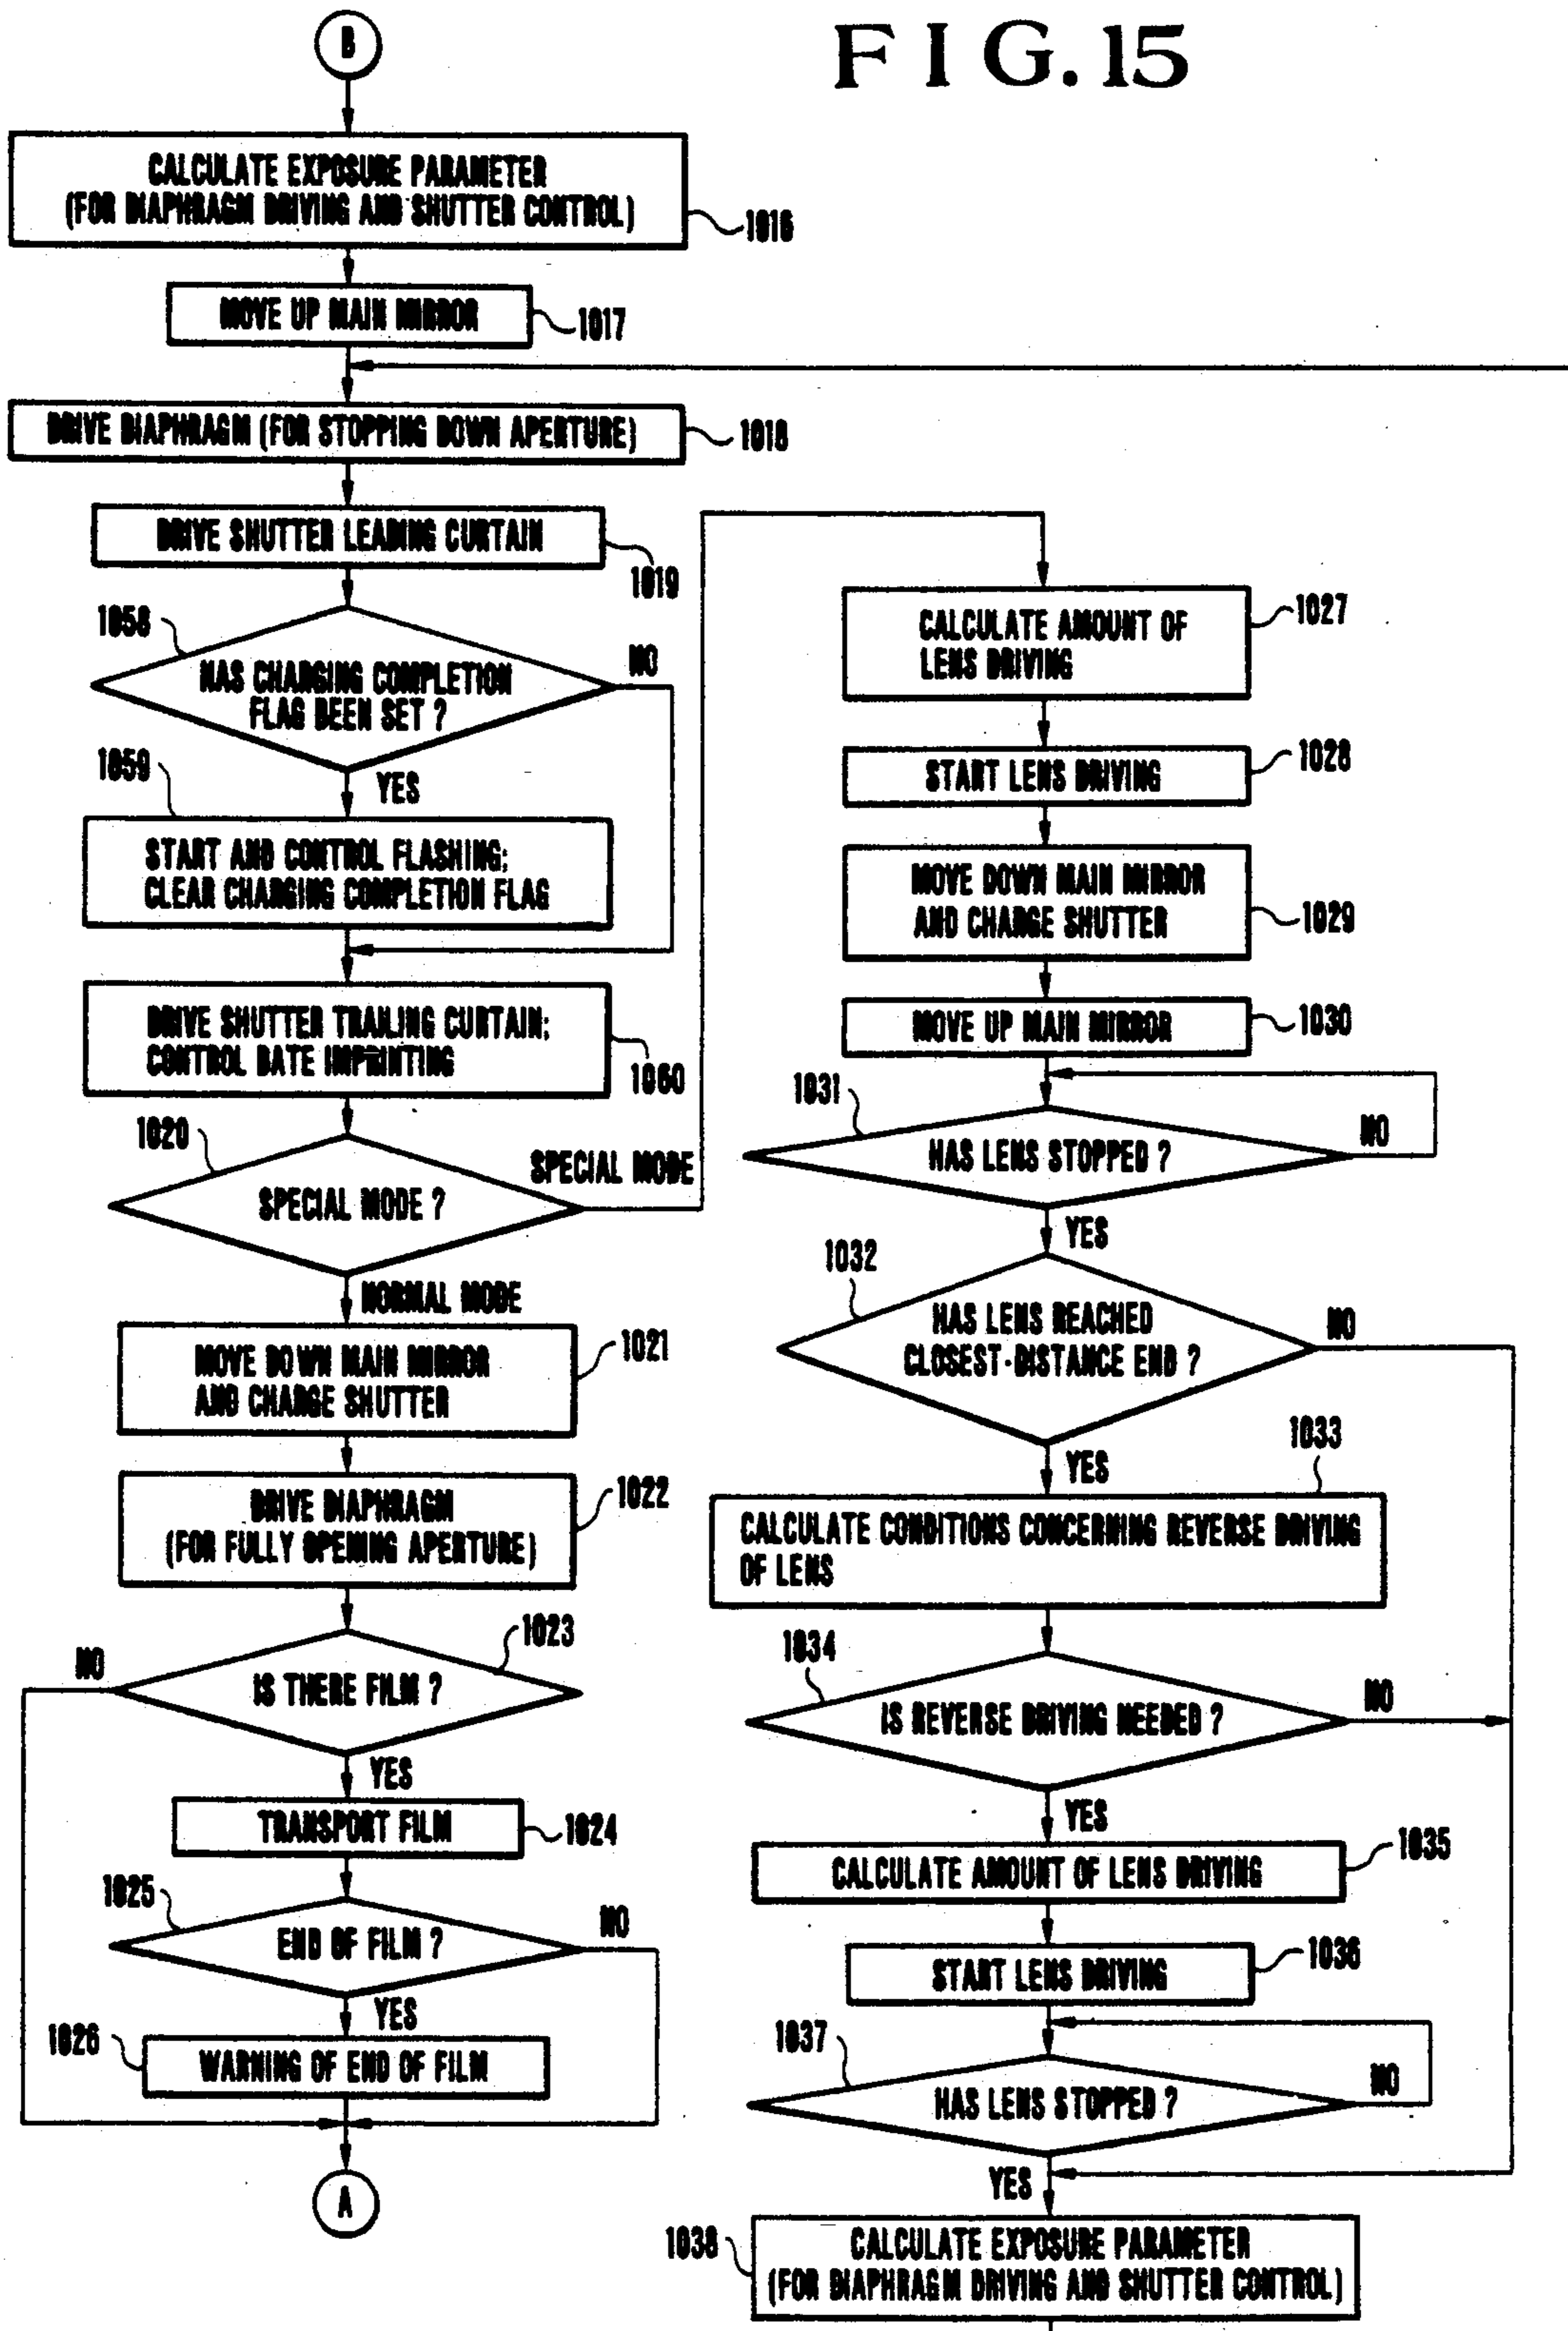 FIG. 15
B
CALCULATE EXPOSURE PARAMETER
(FOR DIAPHRAGM DRIVING AND SHUTTER CONTROL)
1016
MOVE UP MAIN MIRROR
1017
DRIVE DIAPHRAGM (FOR STOPPING DOWN APERTURE)
1018
DRIVE SHUTTER LEADING CURTAIN
1019
1058
HAS CHARGING COMPLETION
FLAG BEEN SET ?
NO
YES
1059
START AND CONTROL FLASHING;
CLEAR CHARGING COMPLETION FLAG
DRIVE SHUTTER TRAILING CURTAIN;
CONTROL DATE IMPRINTING
1060
1020
SPECIAL MODE ?
SPECIAL MODE
NORMAL MODE
MOVE DOWN MAIN MIRROR
AND CHARGE SHUTTER
1021
DRIVE DIAPHRAGM
(FOR FULLY OPENING APERTURE)
1022
1023
IS THERE FILM ?
NO
YES
TRANSPORT FILM
1024
1025
END OF FILM ?
NO
YES
1026
WARNING OF END OF FILM
A
CALCULATE AMOUNT OF
LENS DRIVING
1027
START LENS DRIVING
1028
MOVE DOWN MAIN MIRROR
AND CHARGE SHUTTER
1029
MOVE UP MAIN MIRROR
1030
1031
HAS LENS STOPPED ?
NO
YES
1032
HAS LENS REACHED
CLOSEST-DISTANCE END ?
NO
YES
1033
CALCULATE CONDITIONS CONCERNING REVERSE DRIVING
OF LENS
1034
IS REVERSE DRIVING NEEDED ?
NO
YES
1035
CALCULATE AMOUNT OF LENS DRIVING
START LENS DRIVING
1036
1037
HAS LENS STOPPED ?
NO
YES
1038
CALCULATE EXPOSURE PARAMETER
(FOR DIAPHRAGM DRIVING AND SHUTTER CONTROL)